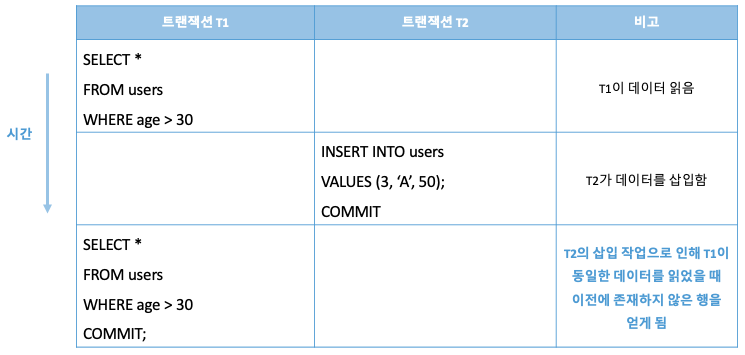 트랜잭션 T1
트랜잭션 T2
비고
시간
SELECT *
FROM users
WHERE age > 30
T1이 데이터 읽음
INSERT INTO users
VALUES (3, ‘A’, 50);
COMMIT
T2가 데이터를 삽입함
SELECT *
FROM users
WHERE age > 30
COMMIT;
T2의 삽입 작업으로 인해 T1이
동일한 데이터를 읽었을 때
이전에 존재하지 않은 행을
얻게 됨